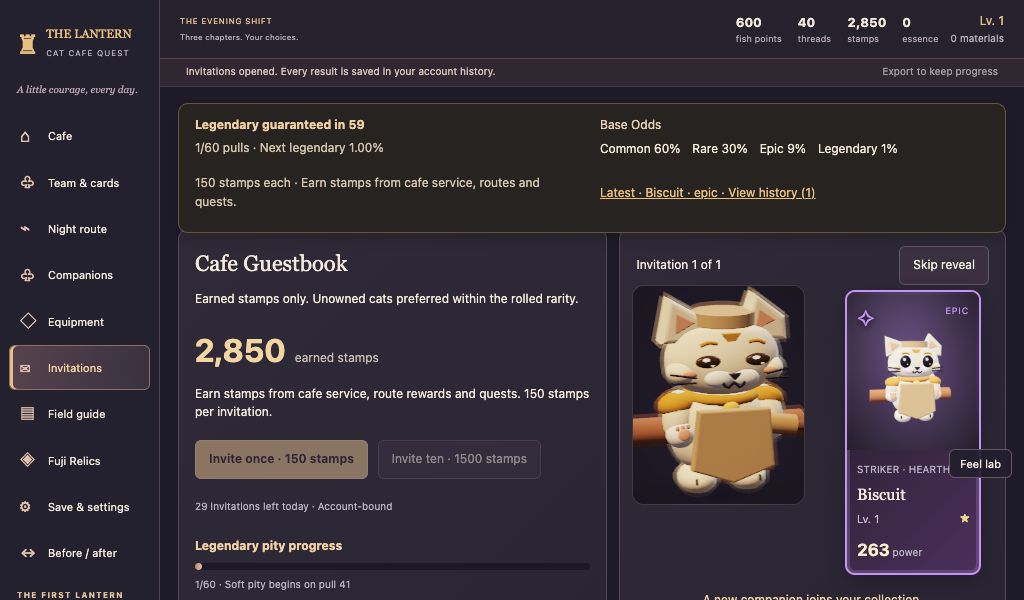 THE LANTERN
CAT CAFE QUEST
A little courage, every day.
Cafe
Team & cards
Night route
Companions
Equipment
Invitations
Field guide
Fuji Relics
Save & settings
Before / after
THE FIRST LANTERN
THE EVENING SHIFT
Three chapters. Your choices.
600
fish points
40
threads
2,850
stamps
0
essence
Lv. 1
0 materials
Invitations opened. Every result is saved in your account history.
Export to keep progress
Legendary guaranteed in 59
1/60 pulls · Next legendary 1.00%
150 stamps each · Earn stamps from cafe service, routes and
quests.
Base Odds
Common 60% Rare 30% Epic 9% Legendary 1%
Latest · Biscuit · epic · View history (1)
Cafe Guestbook
Earned stamps only. Unowned cats preferred within the rolled rarity.
2,850 earned stamps
Earn stamps from cafe service, route rewards and quests. 150 stamps
per invitation.
Invite once · 150 stamps
Invite ten · 1500 stamps
29 invitations left today · Account-bound
Legendary pity progress
1/60 · Soft pity begins on pull 41
Invitation 1 of 1
Skip reveal
EPIC
STRIKER · HEARTH
Feel lab
Biscuit
Lv. 1
263 power
A new companion joins your collection